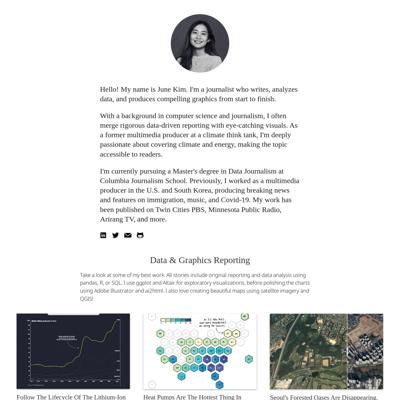 Hello! My name is June Kim. I'm a journalist who writes, analyzes
data, and produces compelling graphics from start to finish.
With a background in computer science and journalism, I often
merge rigorous data-driven reporting with eye-catching visuals. As
a former multimedia producer at a climate think tank, I'm deeply
passionate about covering climate and energy, making the topic
accessible to readers.
I'm currently pursuing a Master's degree in Data Journalism at
Columbia Journalism School. Previously, I worked as a multimedia
producer in the U.S. and South Korea, producing breaking news
and features on immigration, music, and Covid-19. My work has
been published on Twin Cities PBS, Minnesota Public Radio,
Arirang TV, and more.
Data & Graphics Reporting
Take a look at some of my best work. All stories include original reporting and data analysis using
pandas, R, or SQL. I use ggplot and Altair for exploratory visualizations, before polishing the charts
using Adobe Illustrator and ai2html. I also love creating beautiful maps using satellite imagery and
QGIS!
Follow The Lifecycle Of The Lithium-Ion
Heat Pumps Are The Hottest Thing In
Seoul's Forested Oases Are Disappearing.